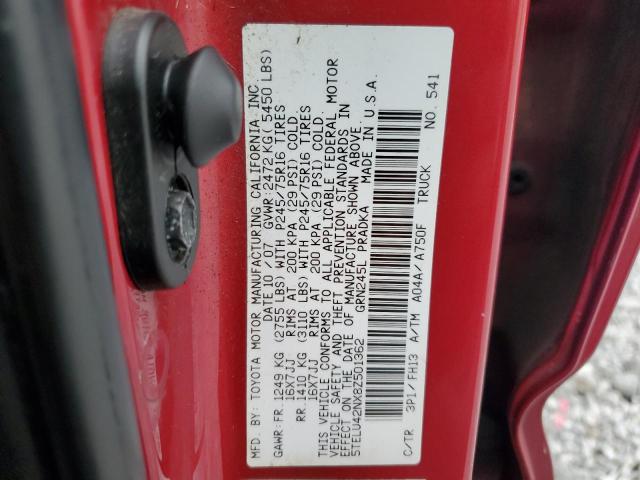 MFD. BY: TOYOTA MOTOR MANUFACTURING CALIFORNIA, INC.
DATE 10/07 GVWR:2472 KG( 5450 LBS)
GAWR:FR.1249 KG (2755 LBS) WITH P245/75R16 TIRES
16X7JJ RIMS AT 200 KPA (29 PSI) COLD.
RR.1410 KG (3110 LBS) WITH P245/75R16 TIRES
16X7JJ RIMS AT 200 KPA (29 PSI) COLD.
THIS VEHICLE CONFORMS TO ALL APPLICABLE FEDERAL MOTOR
VEHICLE SAFETY AND THEFT PREVENTION STANDARDS IN
EFFECT ON THE DATE OF MANUFACTURE SHOWN ABOVE.
5TELU42NX8Z501362 GRN245L PRADKA MADE IN U.S.A.
C/TR 3P1/FH13 A/TM A04A/A750F TRUCK NO.541